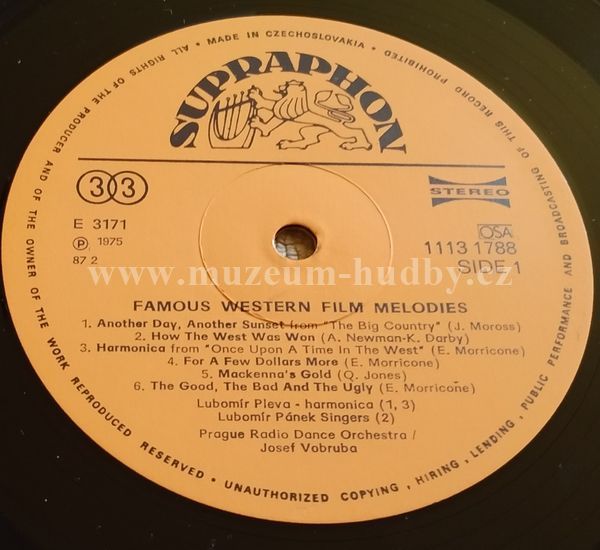 ALL RIGHTS OF THE PRODUCER AND OF THE OWNER OF THE WORK REPRODUCED RESERVED • UNAUTHORIZED COPYING, HIRING, LENDING, PUBLIC PERFORMANCE AND BROADCASTING OF THIS RECORD PROHIBITED
• MADE IN CZECHOSLOVAKIA •
SUPRAPHON
33
STEREO
E 3171
Ⓟ 1975
87 2
OSA
1113 1788
SIDE 1
www.muzeum-hudby.cz
FAMOUS WESTERN FILM MELODIES
1. Another Day, Another Sunset from "The Big Country" (J. Moross)
2. How The West Was Won (A. Newman-K. Darby)
3. Harmonica from "Once Upon A Time In The West" (E. Morricone)
4. For A Few Dollars More (E. Morricone)
5. Mackenna's Gold (Q. Jones)
6. The Good, The Bad And The Ugly (E. Morricone)
Lubomír Pleva - harmonica (1, 3)
Lubomír Pánek Singers (2)
Prague Radio Dance Orchestra /
Josef Vobruba